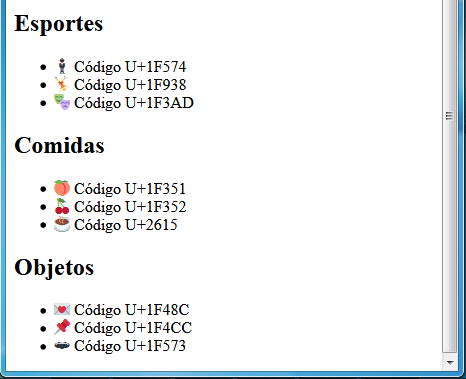 Esportes
🕴 Código U+1F574
🤸 Código U+1F938
🎭 Código U+1F3AD
Comidas
🍑 Código U+1F351
🍒 Código U+1F352
☕ Código U+2615
Objetos
💌 Código U+1F48C
📌 Código U+1F4CC
🕳 Código U+1F573